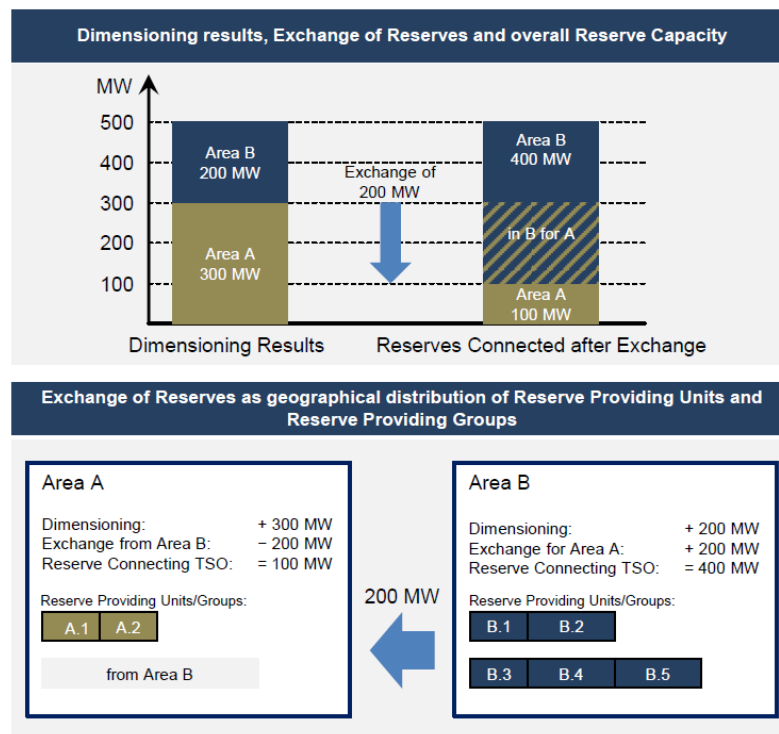 Dimensioning results, Exchange of Reserves and overall Reserve Capacity
MW
500
400
300
200
100
Area B
200 MW
Area A
300 MW
Exchange of
200 MW
Area B
400 MW
in B for A
Area A
100 MW
Dimensioning Results
Reserves Connected after Exchange
Exchange of Reserves as geographical distribution of Reserve Providing Units and
Reserve Providing Groups
Area A
Dimensioning: + 300 MW
Exchange from Area B: − 200 MW
Reserve Connecting TSO: = 100 MW
Reserve Providing Units/Groups:
A.1 A.2
from Area B
200 MW
Area B
Dimensioning: + 200 MW
Exchange for Area A: + 200 MW
Reserve Connecting TSO: = 400 MW
Reserve Providing Units/Groups:
B.1 B.2
B.3 B.4 B.5